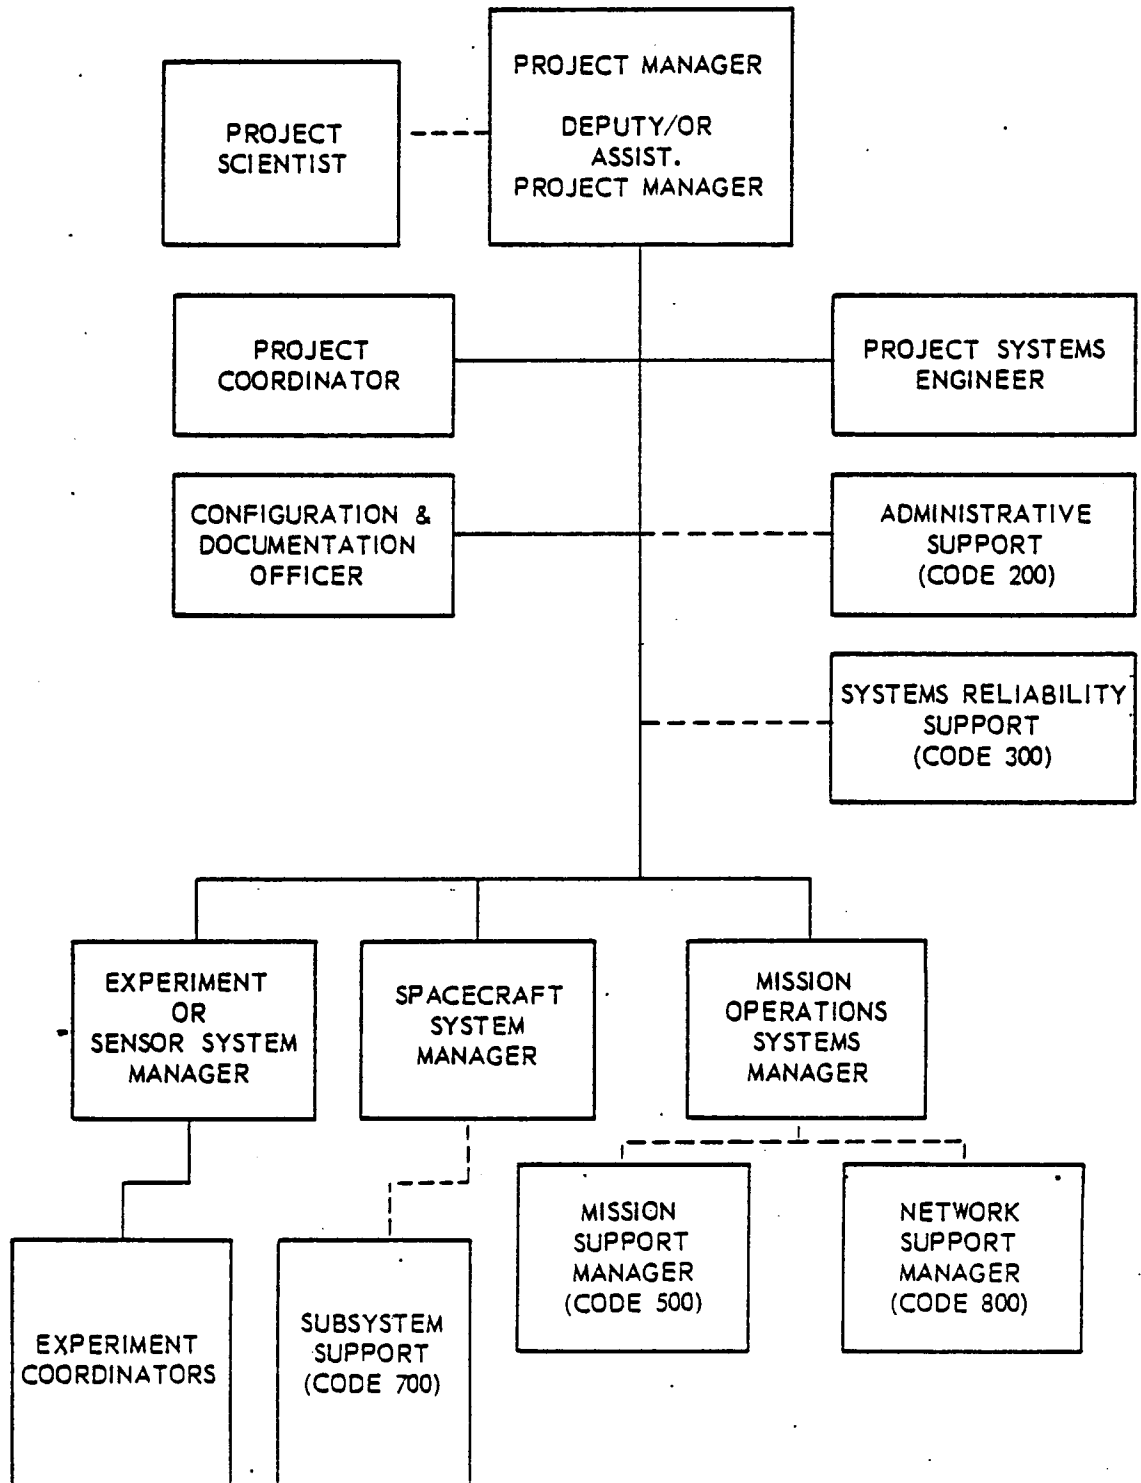 PROJECT MANAGER
DEPUTY/OR
ASSIST.
PROJECT MANAGER
PROJECT
SCIENTIST
PROJECT
COORDINATOR
PROJECT SYSTEMS
ENGINEER
CONFIGURATION &
DOCUMENTATION
OFFICER
ADMINISTRATIVE
SUPPORT
(CODE 200)
SYSTEMS RELIABILITY
SUPPORT
(CODE 300)
EXPERIMENT
OR
SENSOR SYSTEM
MANAGER
SPACECRAFT
SYSTEM
MANAGER
MISSION
OPERATIONS
SYSTEMS
MANAGER
EXPERIMENT
COORDINATORS
SUBSYSTEM
SUPPORT
(CODE 700)
MISSION
SUPPORT
MANAGER
(CODE 500)
NETWORK
SUPPORT
MANAGER
(CODE 800)